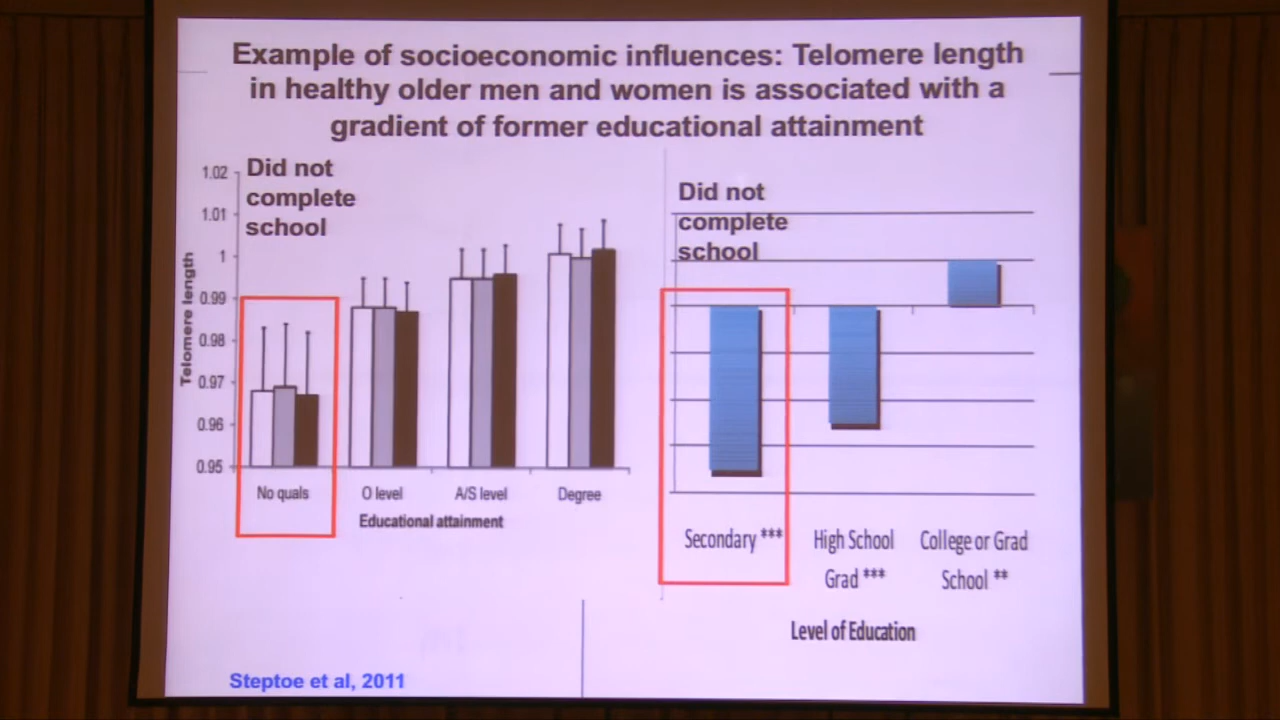 Example of socioeconomic influences: Telomere length
in healthy older men and women is associated with a
gradient of former educational attainment
Did not
complete
school
1.02
1.01
1
0.99
0.98
0.97
0.96
0.95
Telomere length
No quals
O level
A/S level
Degree
Educational attainment
Did not
complete
school
Secondary ***
High School
Grad ***
College or Grad
School **
Level of Education
Steptoe et al, 2011